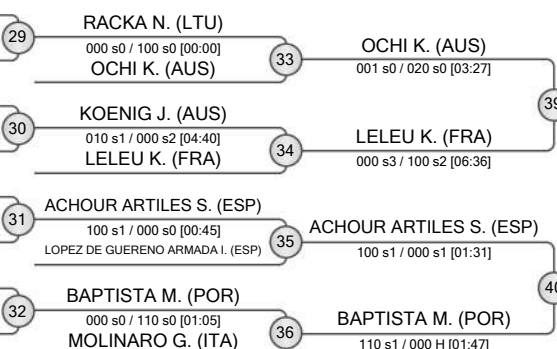 29
RACKA N. (LTU)
000 s0 / 100 s0 [00:00]
OCHI K. (AUS)
33
OCHI K. (AUS)
001 s0 / 020 s0 [03:27]
39
30
KOENIG J. (AUS)
010 s1 / 000 s2 [04:40]
LELEU K. (FRA)
34
LELEU K. (FRA)
000 s3 / 100 s2 [06:36]
31
ACHOUR ARTILES S. (ESP)
100 s1 / 000 s0 [00:45]
LOPEZ DE GUERENO ARMADA I. (ESP)
35
ACHOUR ARTILES S. (ESP)
100 s1 / 000 s1 [01:31]
40
32
BAPTISTA M. (POR)
000 s0 / 110 s0 [01:05]
MOLINARO G. (ITA)
36
BAPTISTA M. (POR)
110 s1 / 000 H [01:47]